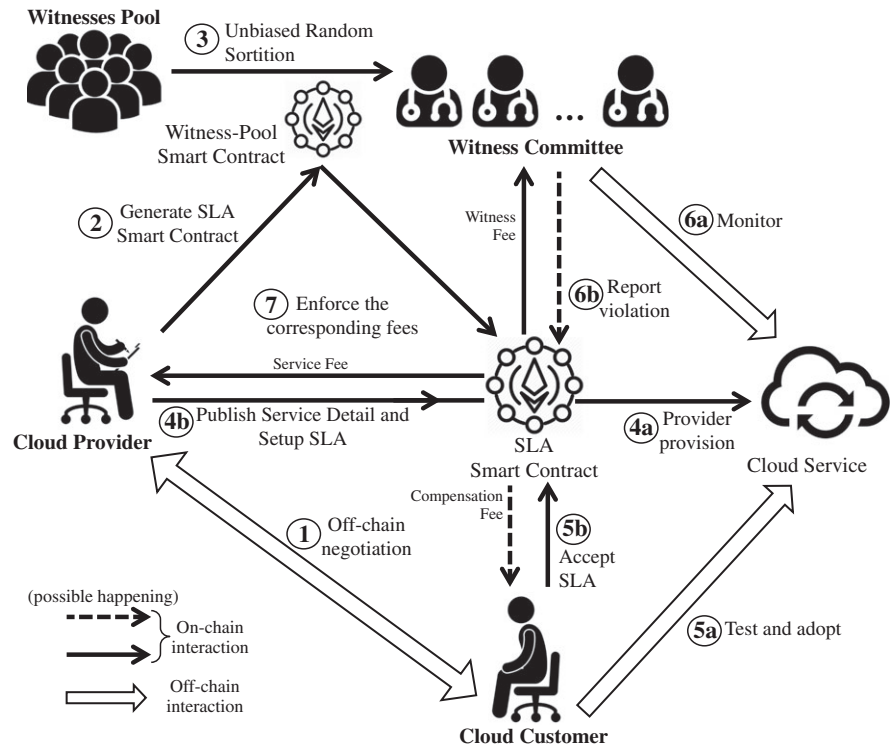 Witnesses Pool
3 Unbiased Random
Sortition
Witness-Pool
Smart Contract
...
Witness Committee
2 Generate SLA
Smart Contract
Witness
Fee
6a Monitor
6b Report
violation
7 Enforce the
corresponding fees
Service Fee
4b Publish Service Detail and
Setup SLA
Cloud Provider
4a Provider
provision
SLA
Smart Contract
Cloud Service
Compensation
Fee
1 Off-chain
negotiation
5b
Accept
SLA
(possible happening)
On-chain
interaction
5a Test and adopt
Off-chain
interaction
Cloud Customer